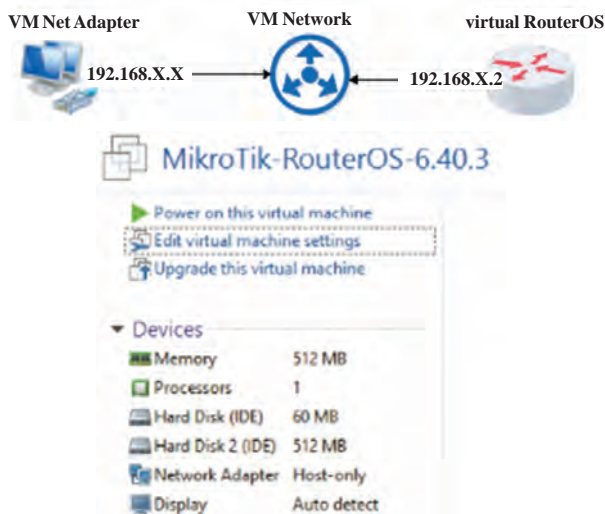 VM Net Adapter VM Network virtual RouterOS
192.168.X.X 192.168.X.2
MikroTik-RouterOS-6.40.3
Power on this virtual machine
Edit virtual machine settings
Upgrade this virtual machine
Devices
Memory 512 MB
Processors 1
Hard Disk (IDE) 60 MB
Hard Disk 2 (IDE) 512 MB
Network Adapter Host-only
Display Auto detect